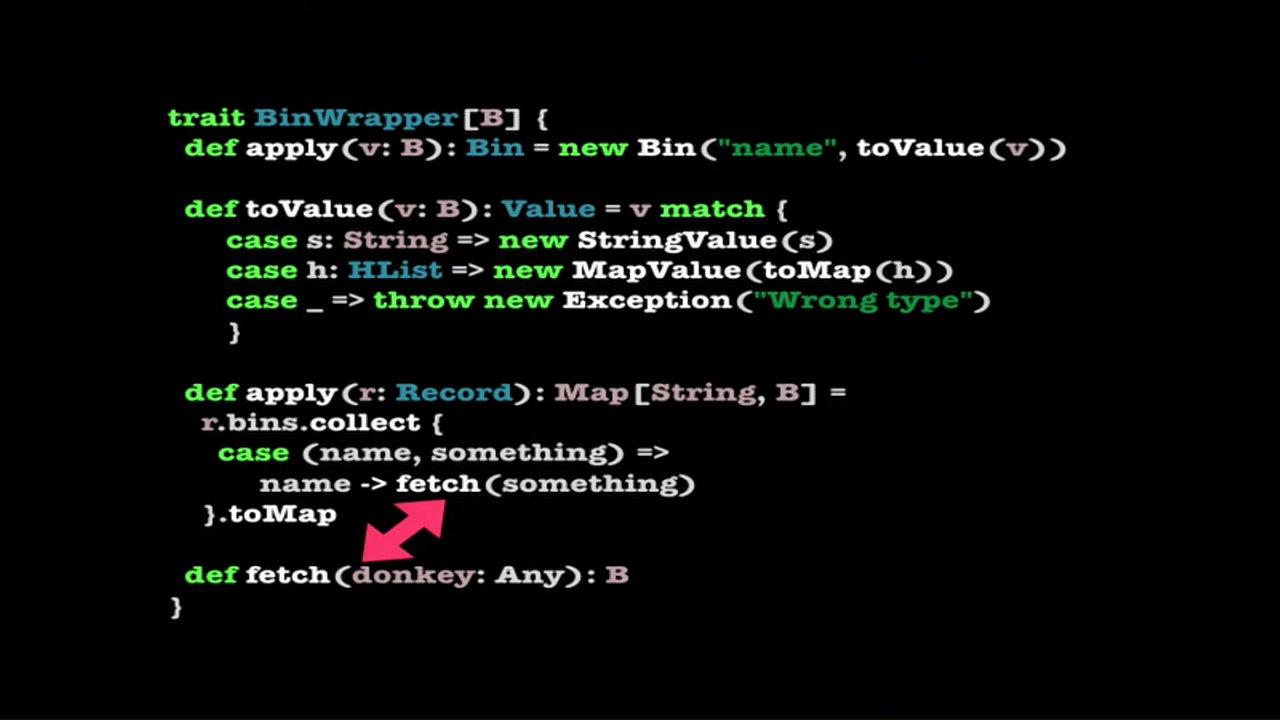 trait BinWrapper[B] {
def apply(v: B): Bin = new Bin("name", toValue(v))
def toValue(v: B): Value = v match {
case s: String => new StringValue(s)
case h: HList => new MapValue(toMap(h))
case _ => throw new Exception("Wrong type")
}
def apply(r: Record): Map[String, B] =
r.bins.collect {
case (name, something) =>
name -> fetch(something)
}.toMap
def fetch(donkey: Any): B
}